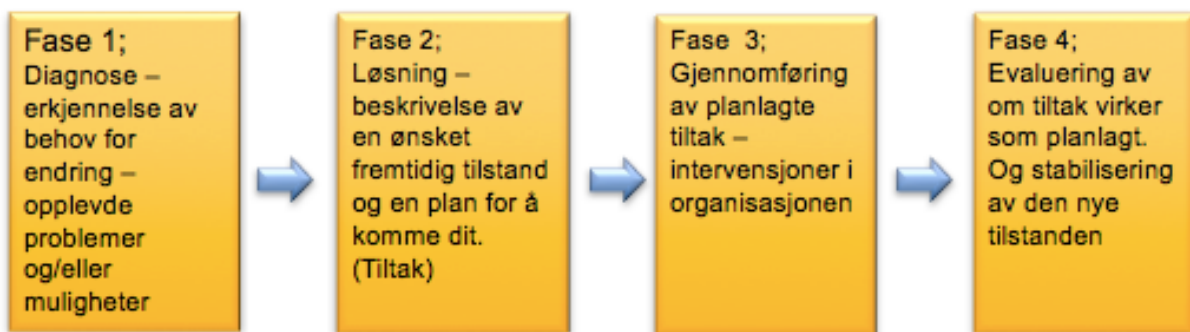 Fase 1;
Diagnose –
erkjennelse av
behov for
endring –
opplevde
problemer
og/eller
muligheter
Fase 2;
Løsning –
beskrivelse av
en ønsket
fremtidig tilstand
og en plan for å
komme dit.
(Tiltak)
Fase  3;
Gjennomføring
av planlagte
tiltak –
intervensjoner i
organisasjonen
Fase 4;
Evaluering av
om tiltak virker
som planlagt.
Og stabilisering
av den nye
tilstanden